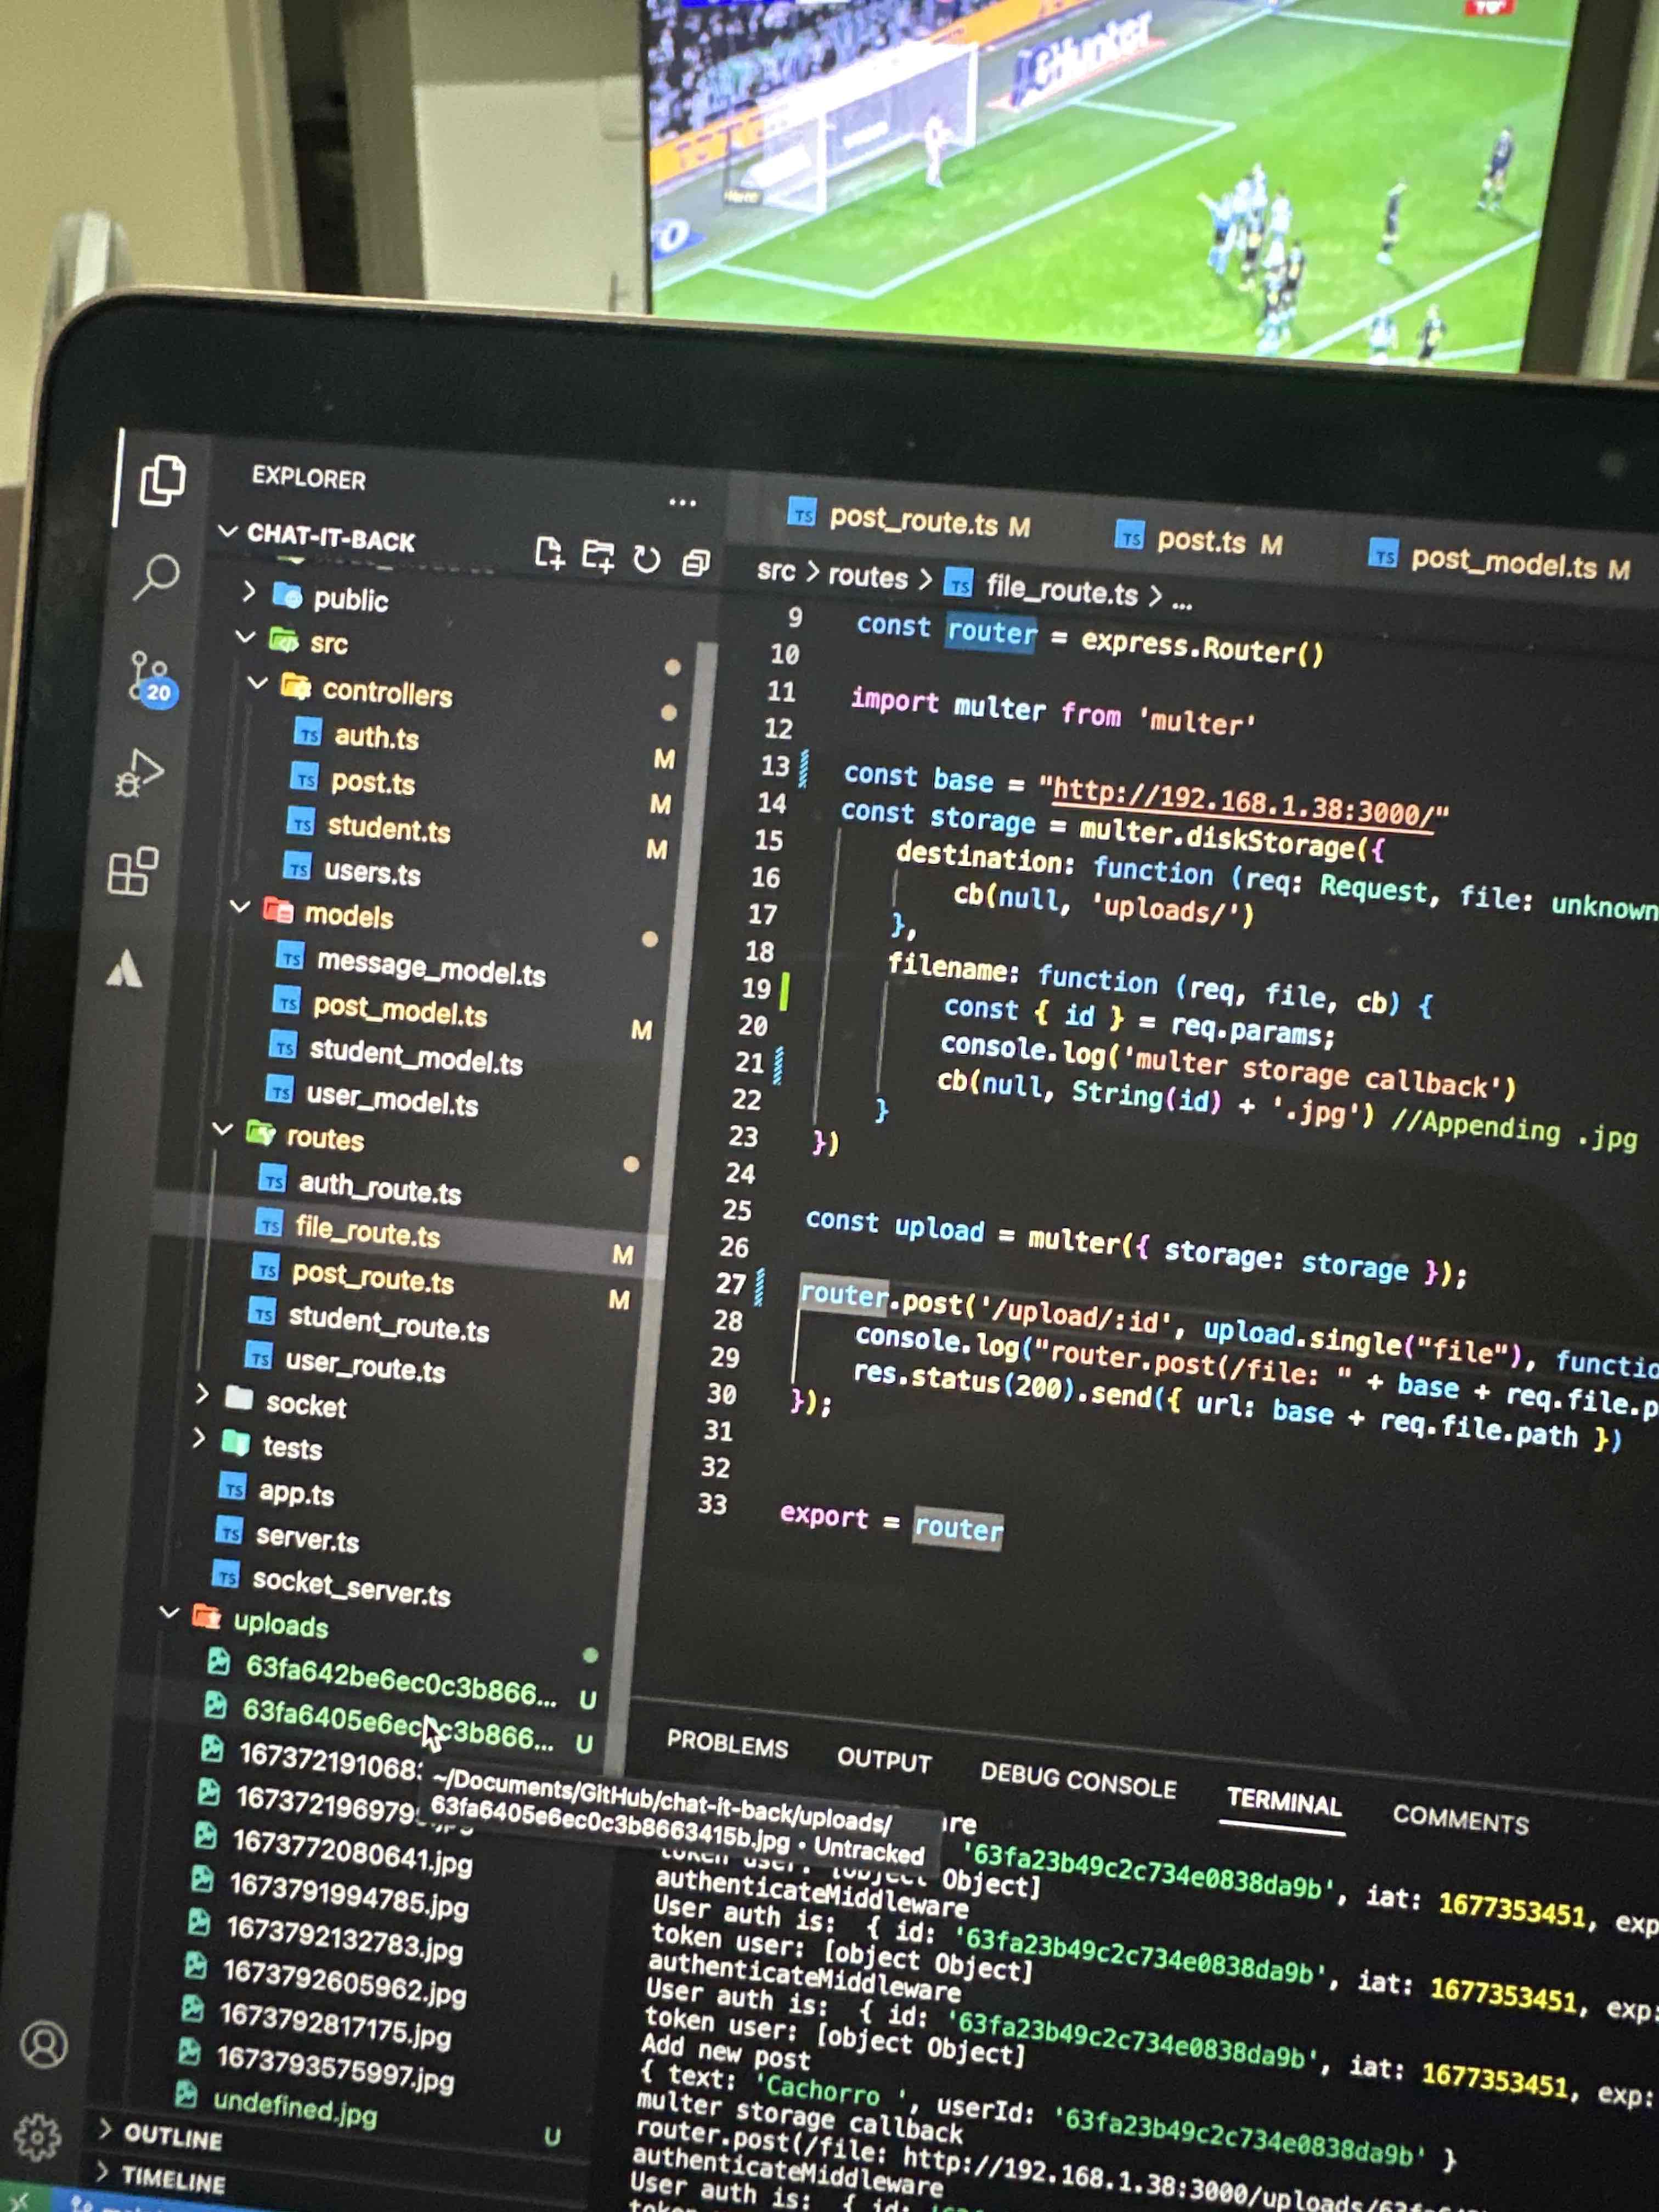 JCHunter
EXPLORER
...
CHAT-IT-BACK
public
src
controllers
auth.ts M
post.ts M
student.ts M
users.ts
models
message_model.ts
post_model.ts M
student_model.ts
user_model.ts
routes
auth_route.ts
file_route.ts M
post_route.ts M
student_route.ts
user_route.ts
socket
tests
app.ts
server.ts
socket_server.ts
uploads
63fa642be6ec0c3b866... U
63fa6405e6ec0c3b866... U
167372191068
167372196979
1673772080641.jpg
1673791994785.jpg
1673792132783.jpg
1673792605962.jpg
1673792817175.jpg
1673793575997.jpg
undefined.jpg U
OUTLINE
TIMELINE
20
~/Documents/GitHub/chat-it-back/uploads/
63fa6405e6ec0c3b8663415b.jpg • Untracked
TS post_route.ts M TS post.ts M TS post_model.ts M
src > routes > TS file_route.ts > ...
9 const router = express.Router()
10
11 import multer from 'multer'
12
13 const base = "http://192.168.1.38:3000/"
14 const storage = multer.diskStorage({
15 destination: function (req: Request, file: unknown
16 cb(null, 'uploads/')
17 },
18 filename: function (req, file, cb) {
19 const { id } = req.params;
20 console.log('multer storage callback')
21 cb(null, String(id) + '.jpg') //Appending .jpg
22 }
23 })
24
25 const upload = multer({ storage: storage });
26
27 router.post('/upload/:id', upload.single("file"), functio
28 console.log("router.post(/file: " + base + req.file.p
29 res.status(200).send({ url: base + req.file.path })
30 });
31
32
33 export = router
PROBLEMS OUTPUT DEBUG CONSOLE TERMINAL COMMENTS
'63fa23b49c2c734e0838da9b', iat: 1677353451, exp
token user: [object Object]
authenticateMiddleware
User auth is: { id: '63fa23b49c2c734e0838da9b', iat: 1677353451, exp:
token user: [object Object]
authenticateMiddleware
User auth is: { id: '63fa23b49c2c734e0838da9b', iat: 1677353451, exp:
token user: [object Object]
Add new post
{ text: 'Cachorro ', userId: '63fa23b49c2c734e0838da9b' }
multer storage callback
router.post(/file: http://192.168.1.38:3000/uploads/
authenticateMiddleware
User auth is: { id: